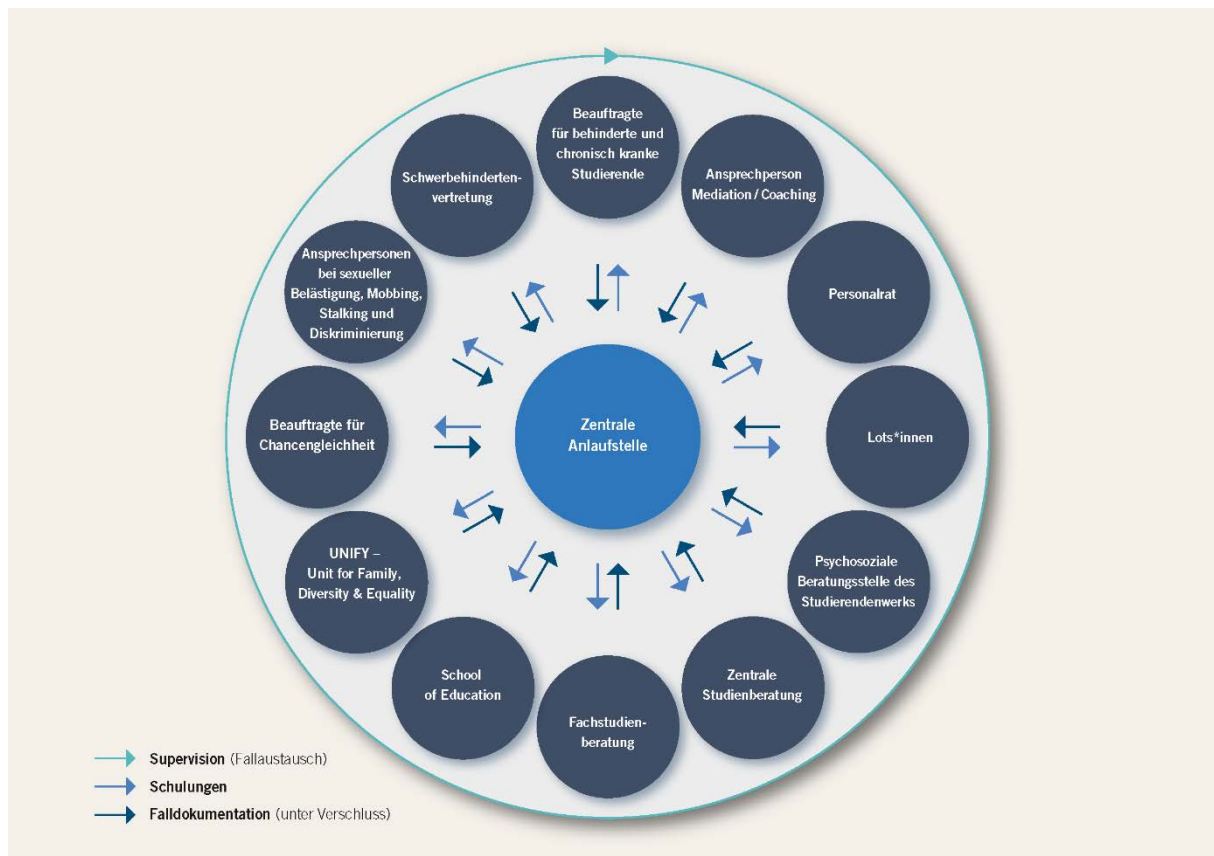 Beauftragte
für behinderte und
chronisch kranke
Studierende
Ansprechperson
Mediation / Coaching
Personalrat
Lots*innen
Psychosoziale
Beratungsstelle des
Studierendenwerks
Zentrale
Studienberatung
Fachstudien-
beratung
School
of Education
UNIFY –
Unit for Family,
Diversity & Equality
Beauftragte für
Chancengleichheit
Ansprechpersonen
bei sexueller
Belästigung, Mobbing,
Stalking und
Diskriminierung
Schwerbehinderten-
vertretung
Zentrale
Anlaufstelle
Supervision (Fallaustausch)
Schulungen
Falldokumentation (unter Verschluss)